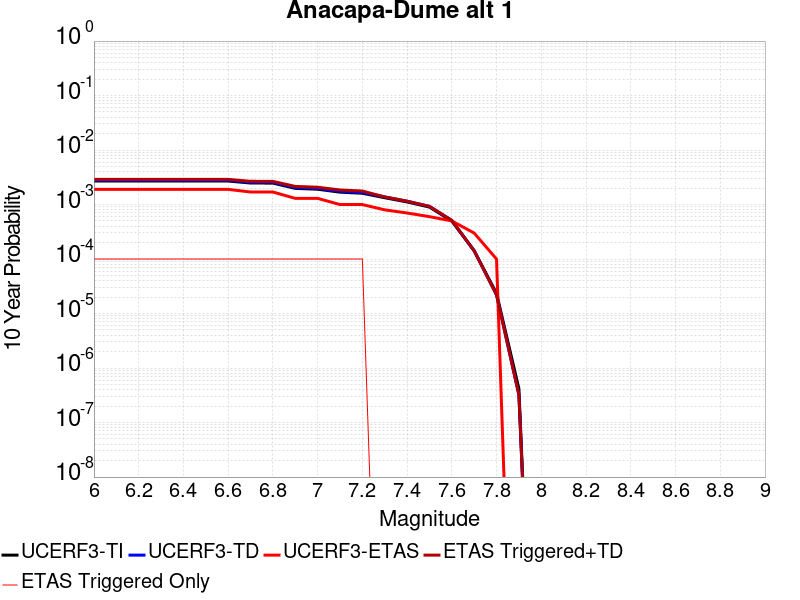 Anacapa-Dume alt 1
10^0
10^-1
10^-2
10^-3
10^-4
10^-5
10^-6
10^-7
10^-8
10 Year Probability
6 6.2 6.4 6.6 6.8 7 7.2 7.4 7.6 7.8 8 8.2 8.4 8.6 8.8 9
Magnitude
UCERF3-TI UCERF3-TD UCERF3-ETAS ETAS Triggered+TD
ETAS Triggered Only